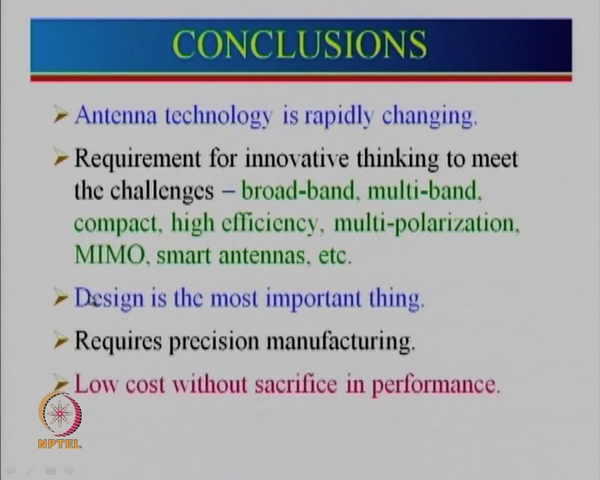 CONCLUSIONS
Antenna technology is rapidly changing.
Requirement for innovative thinking to meet
the challenges – broad-band, multi-band,
compact, high efficiency, multi-polarization,
MIMO, smart antennas, etc.
Design is the most important thing.
Requires precision manufacturing.
Low cost without sacrifice in performance.
NPTEL